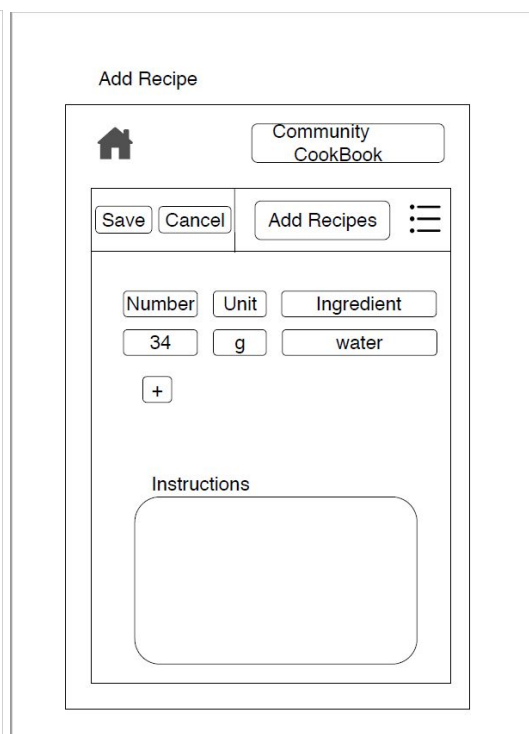 Add Recipe
Community
CookBook
Save Cancel Add Recipes
Number Unit Ingredient
34 g water
+
Instructions